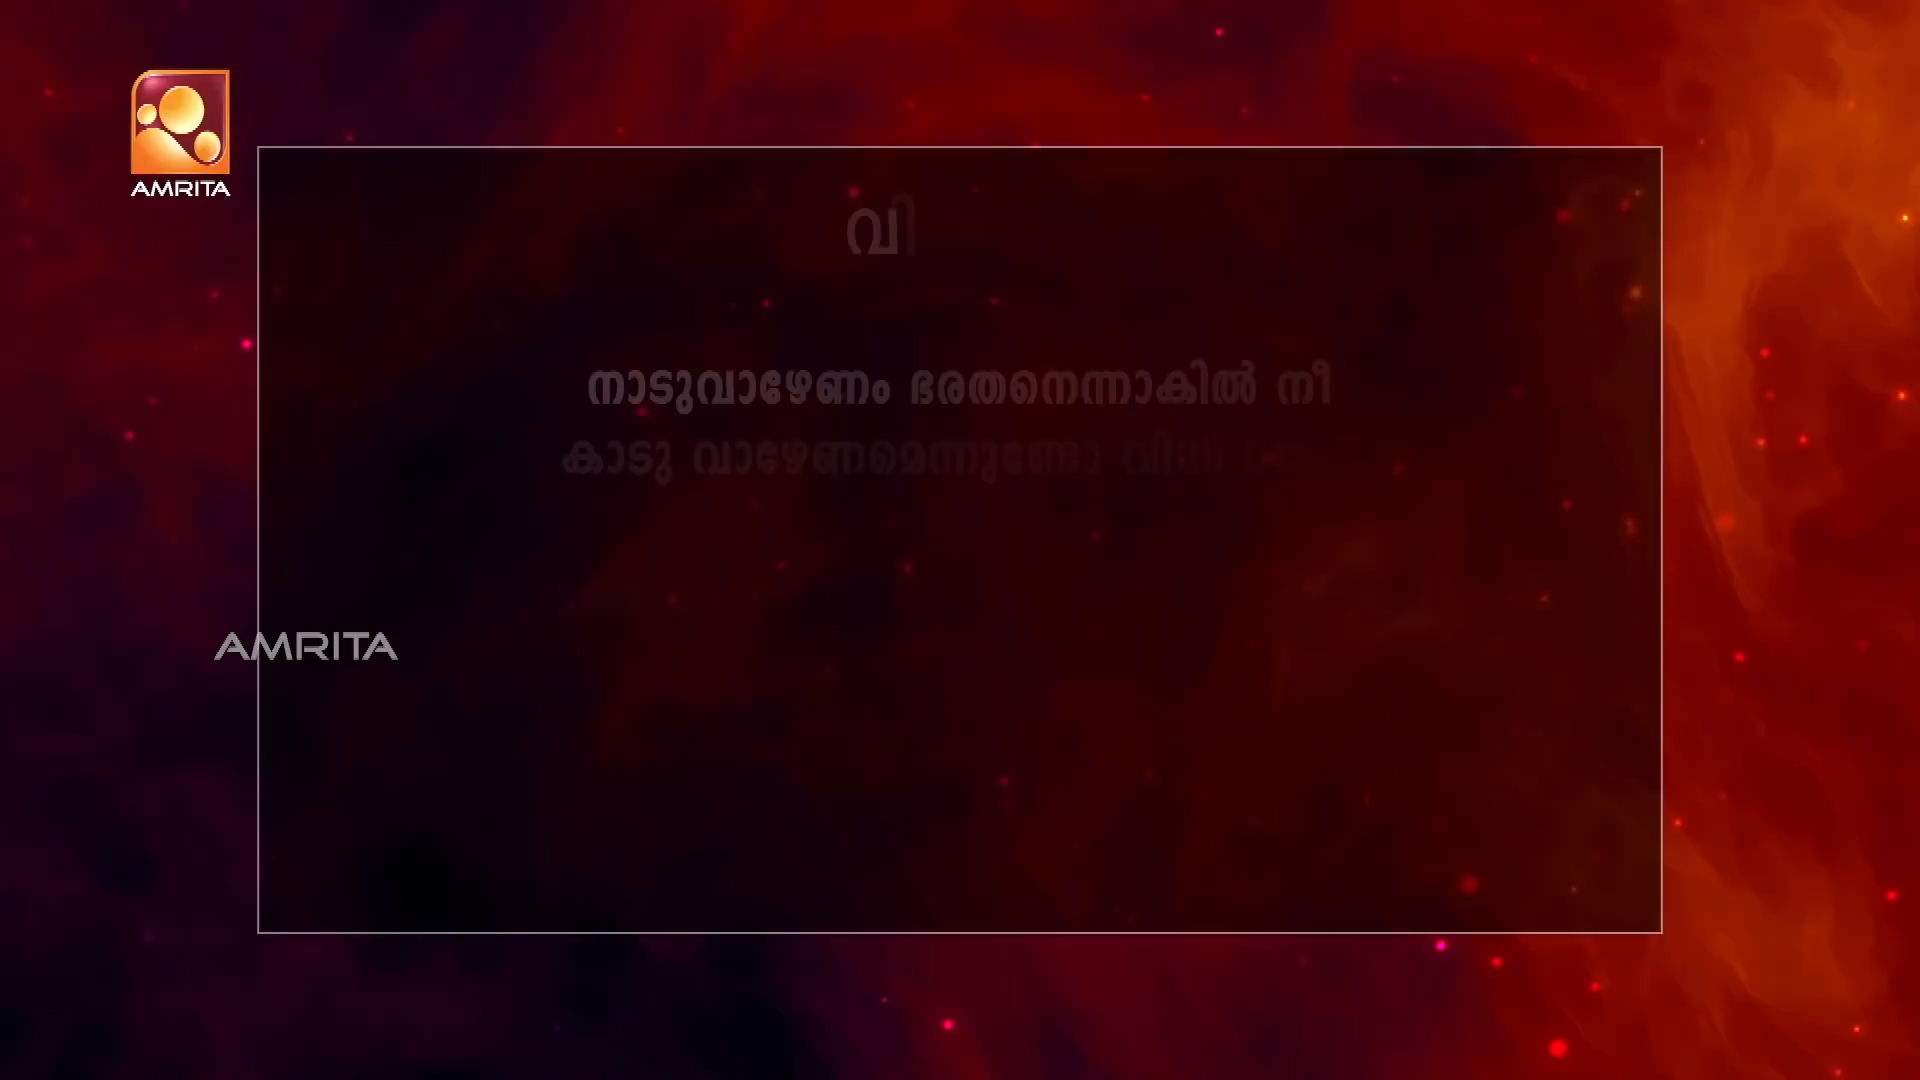 AMRITA
വി
നാടുവാഴേണം ഭരതനെന്നാകിൽ നീ
കാടു വാഴേണമെന്നുണ്ടോ വിധി
AMRITA